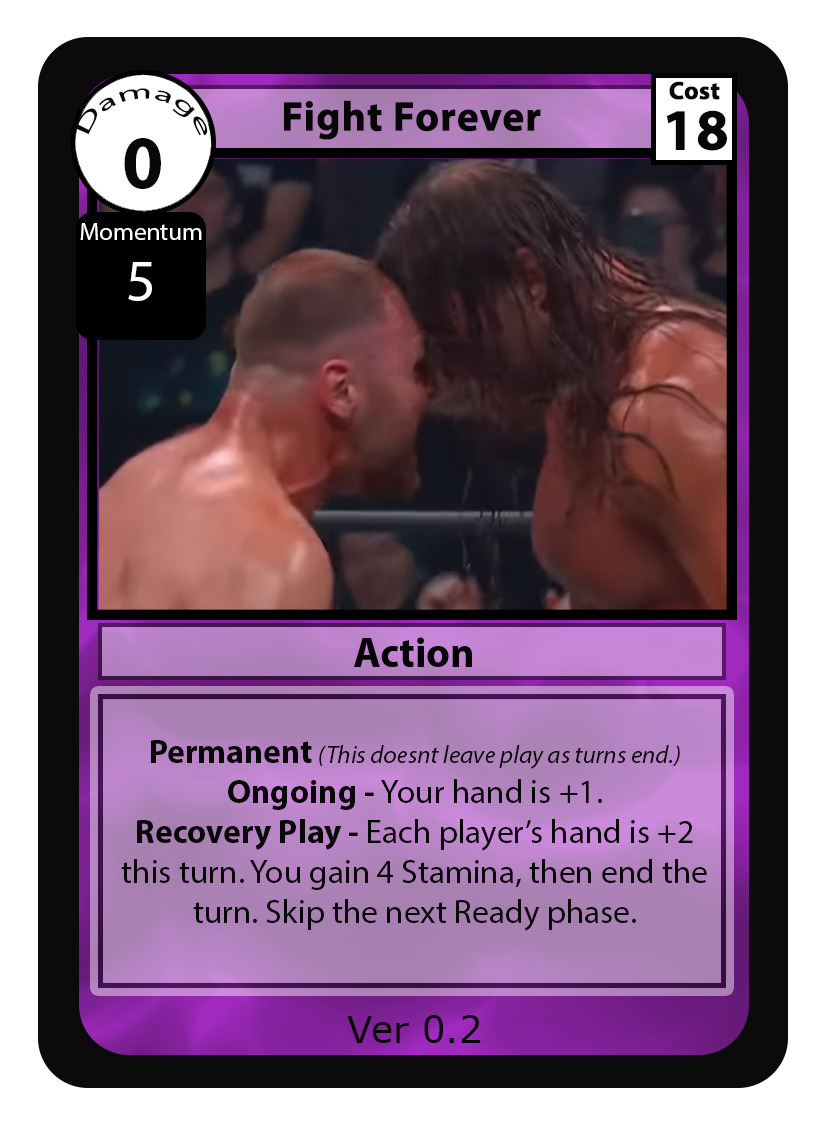 Damage
0
Fight Forever
Cost
18
Momentum
5
Action
Permanent (This doesnt leave play as turns end.)
Ongoing - Your hand is +1.
Recovery Play - Each player’s hand is +2
this turn. You gain 4 Stamina, then end the
turn. Skip the next Ready phase.
Ver 0.2